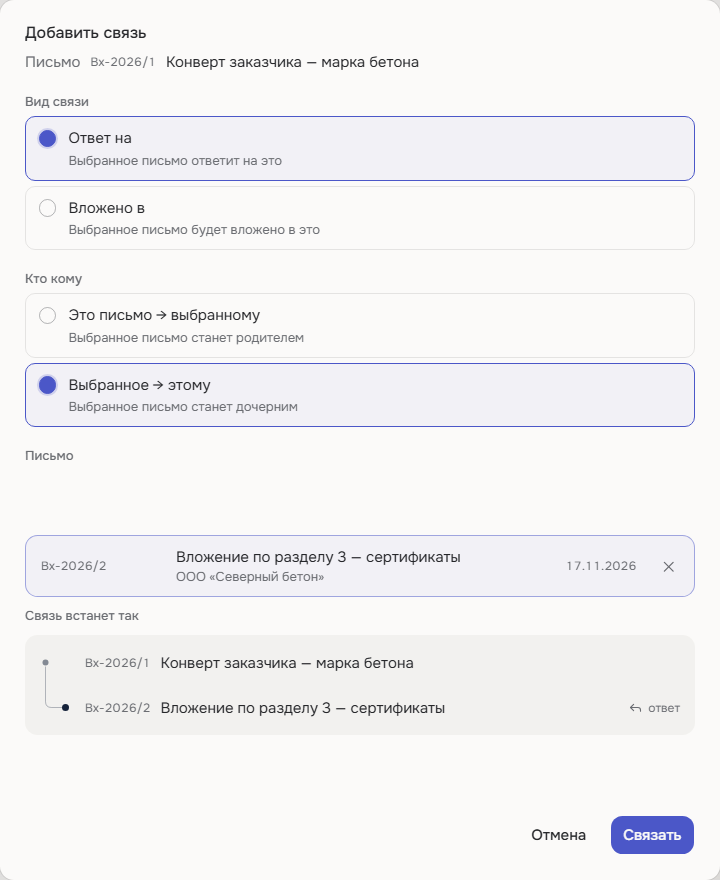 Добавить связь
Письмо Вх-2026/1 Конверт заказчика — марка бетона
Вид связи
Ответ на
Выбранное письмо ответит на это
Вложено в
Выбранное письмо будет вложено в это
Кто кому
Это письмо → выбранному
Выбранное письмо станет родителем
Выбранное → этому
Выбранное письмо станет дочерним
Письмо
Вх-2026/2 Вложение по разделу 3 — сертификаты 17.11.2026
ООО «Северный бетон»
Связь встанет так
Вх-2026/1 Конверт заказчика — марка бетона
Вх-2026/2 Вложение по разделу 3 — сертификаты ответ
Отмена Связать